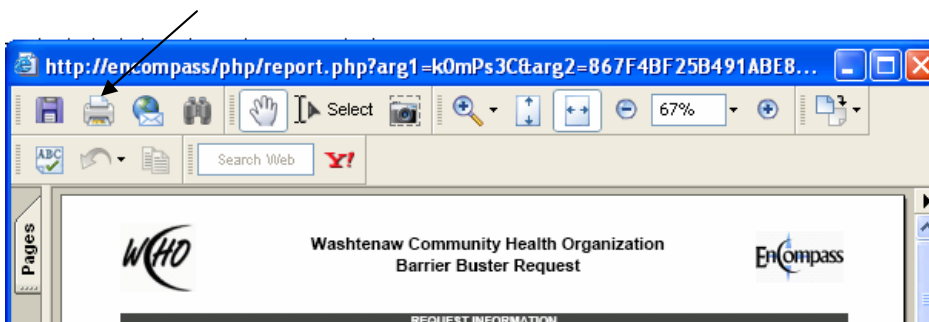 http://encompass/php/report.php?arg1=k0mPs3C&arg2=867F4BF25B491ABE8...
Select
67%
ABC
Search Web
Y!
Pages
WCHO
Washtenaw Community Health Organization
Barrier Buster Request
EnCompass
REQUEST INFORMATION